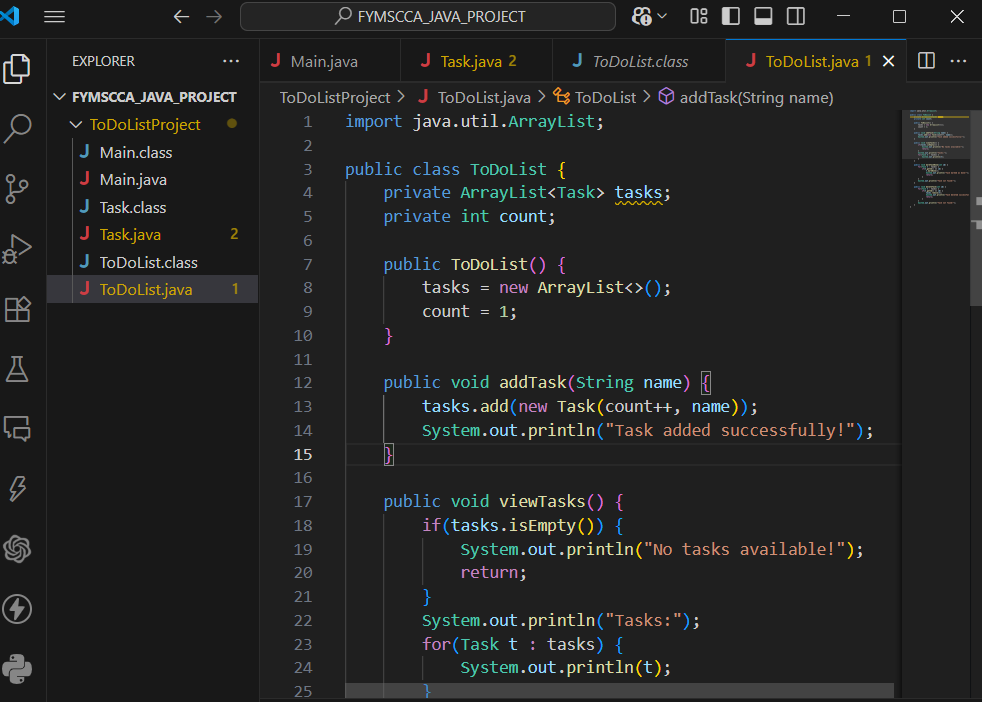 FYMSCCA_JAVA_PROJECT
EXPLORER
FYMSCCA_JAVA_PROJECT
ToDoListProject
J Main.class
J Main.java
J Task.class
J Task.java 2
J ToDoList.class
J ToDoList.java 1
J Main.java
J Task.java 2
J ToDoList.class
J ToDoList.java 1
ToDoListProject > J ToDoList.java > ToDoList > addTask(String name)
1 import java.util.ArrayList;
2
3 public class ToDoList {
4 private ArrayList<Task> tasks;
5 private int count;
6
7 public ToDoList() {
8 tasks = new ArrayList<>();
9 count = 1;
10 }
11
12 public void addTask(String name) {
13 tasks.add(new Task(count++, name));
14 System.out.println("Task added successfully!");
15 }
16
17 public void viewTasks() {
18 if(tasks.isEmpty()) {
19 System.out.println("No tasks available!");
20 return;
21 }
22 System.out.println("Tasks:");
23 for(Task t : tasks) {
24 System.out.println(t);
25 }